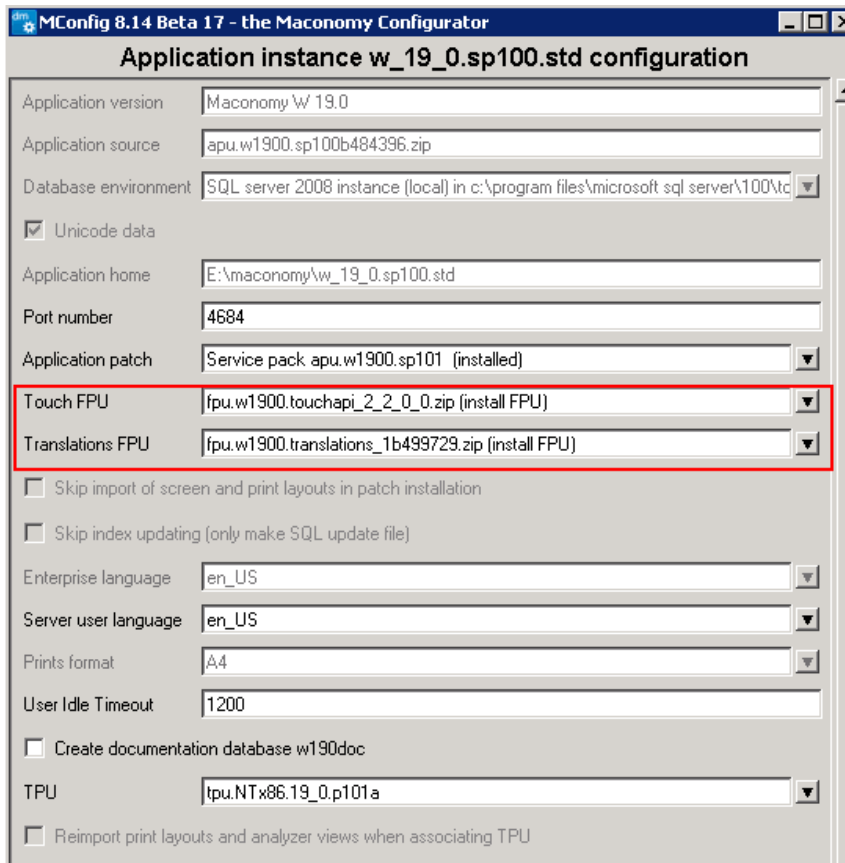 dm MConfig 8.14 Beta 17 - the Maconomy Configurator
Application instance w_19_0.sp100.std configuration
Application version Maconomy W 19.0
Application source apu.w1900.sp100b484396.zip
Database environment SQL server 2008 instance (local) in c:\program files\microsoft sql server\100\tc
Unicode data
Application home E:\maconomy\w_19_0.sp100.std
Port number 4684
Application patch Service pack apu.w1900.sp101 (installed)
Touch FPU fpu.w1900.touchapi_2_2_0_0.zip (install FPU)
Translations FPU fpu.w1900.translations_1b499729.zip (install FPU)
Skip import of screen and print layouts in patch installation
Skip index updating (only make SQL update file)
Enterprise language en_US
Server user language en_US
Prints format A4
User Idle Timeout 1200
Create documentation database w190doc
TPU tpu.NTx86.19_0.p101a
Reimport print layouts and analyzer views when associating TPU